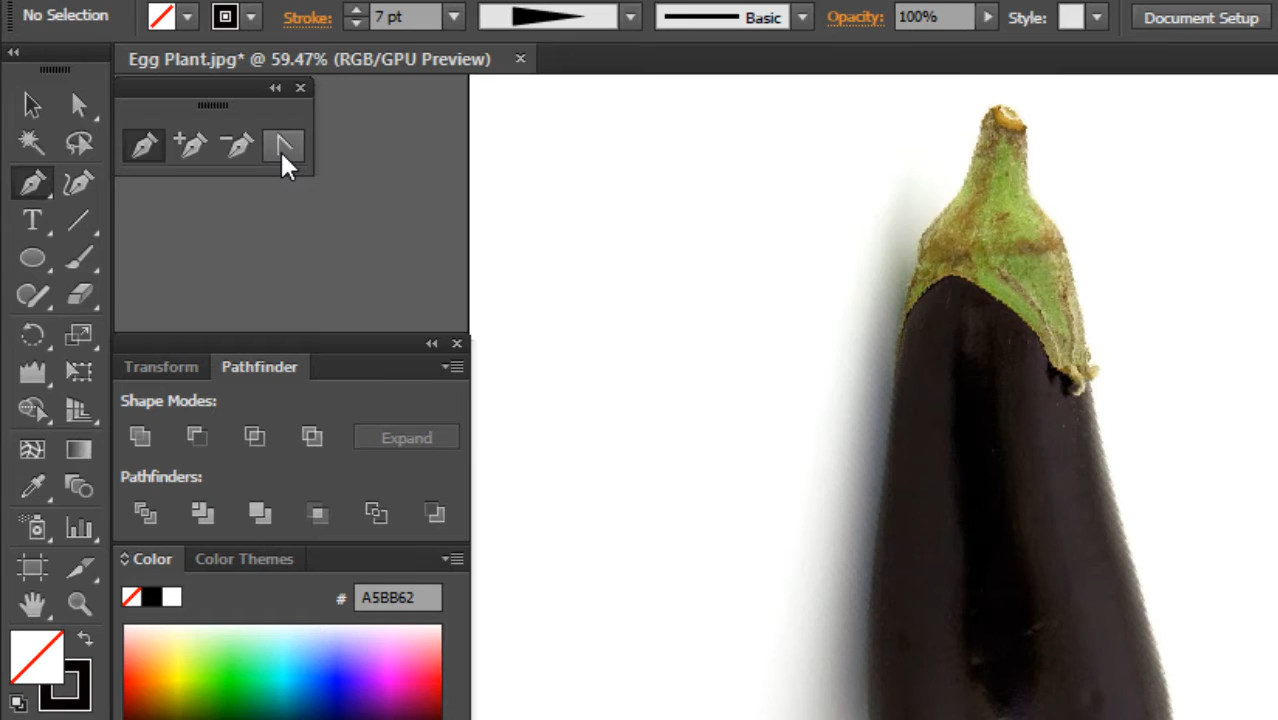 No Selection Stroke: 7 pt Basic Opacity: 100% Style: Document Setup
Egg Plant.jpg* @ 59.47% (RGB/GPU Preview)
Transform Pathfinder
Shape Modes:
Expand
Pathfinders:
Color Color Themes
# A5BB62